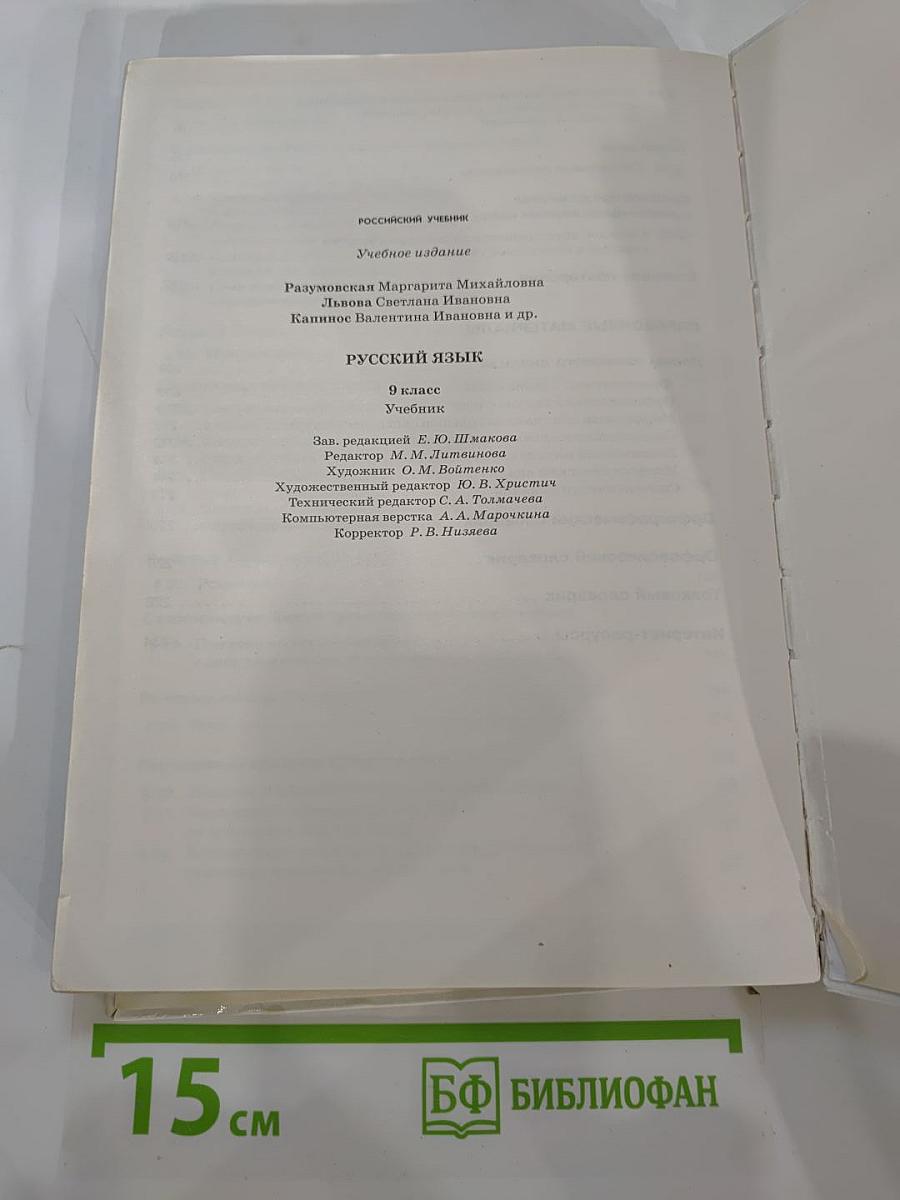 РОССИЙСКИЙ УЧЕБНИК
Учебное издание
Разумовская Маргарита Михайловна
Львова Светлана Ивановна
Капинос Валентина Ивановна и др.
РУССКИЙ ЯЗЫК
9 класс
Учебник
Зав. редакцией Е. Ю. Шмакова
Редактор М. М. Литвинова
Художник О. М. Войтенко
Художественный редактор Ю. В. Христич
Технический редактор С. А. Толмачева
Компьютерная верстка А. А. Марочкина
Корректор Р. В. Низяева
15 см
БФ БИБЛИОФАН